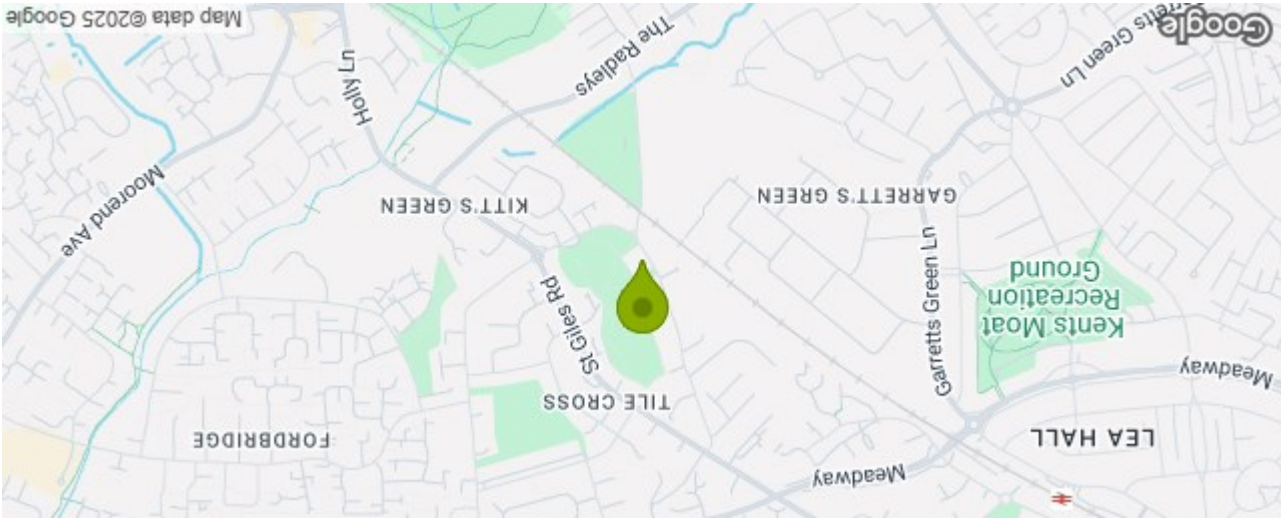 Meadway
LEA HALL
FORDBRIDGE
TILE CROSS
Meadway
Kents Moat
Recreation
Ground
St Giles Rd
Garretts Green Ln
GARRETT'S GREEN
KITT'S GREEN
Moorend Ave
Holly Ln
The Radleys
rretts Green Ln
Google
Map data ©2025 Google